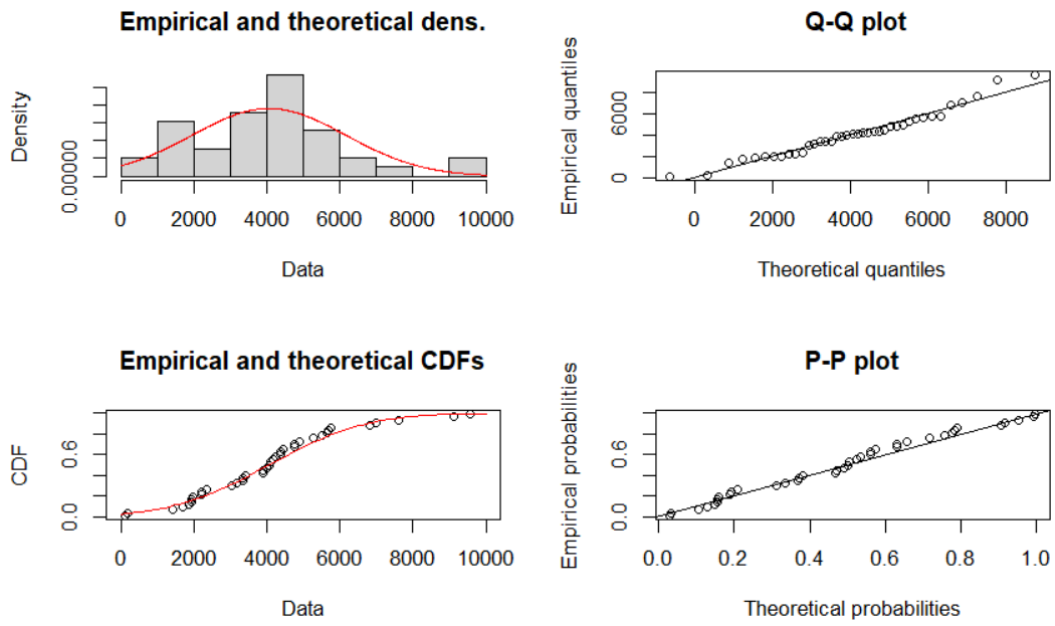 Empirical and theoretical dens.
Density
0.00000
0 2000 4000 6000 8000 10000
Data
Q-Q plot
Empirical quantiles
0 6000
0 2000 4000 6000 8000
Theoretical quantiles
Empirical and theoretical CDFs
CDF
0.0 0.6
0 2000 4000 6000 8000 10000
Data
P-P plot
Empirical probabilities
0.0 0.6
0.0 0.2 0.4 0.6 0.8 1.0
Theoretical probabilities